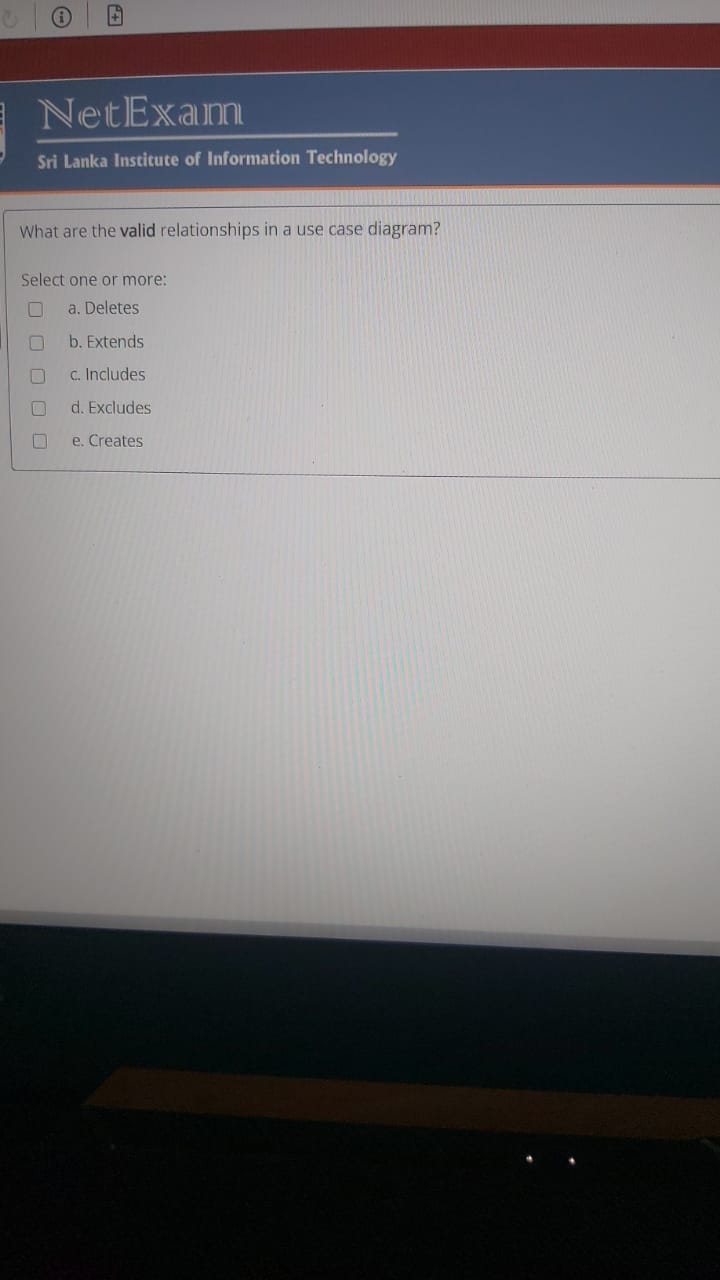 NetExam
Sri Lanka Institute of Information Technology
What are the valid relationships in a use case diagram?
Select one or more:
a. Deletes
b. Extends
c. Includes
d. Excludes
e. Creates